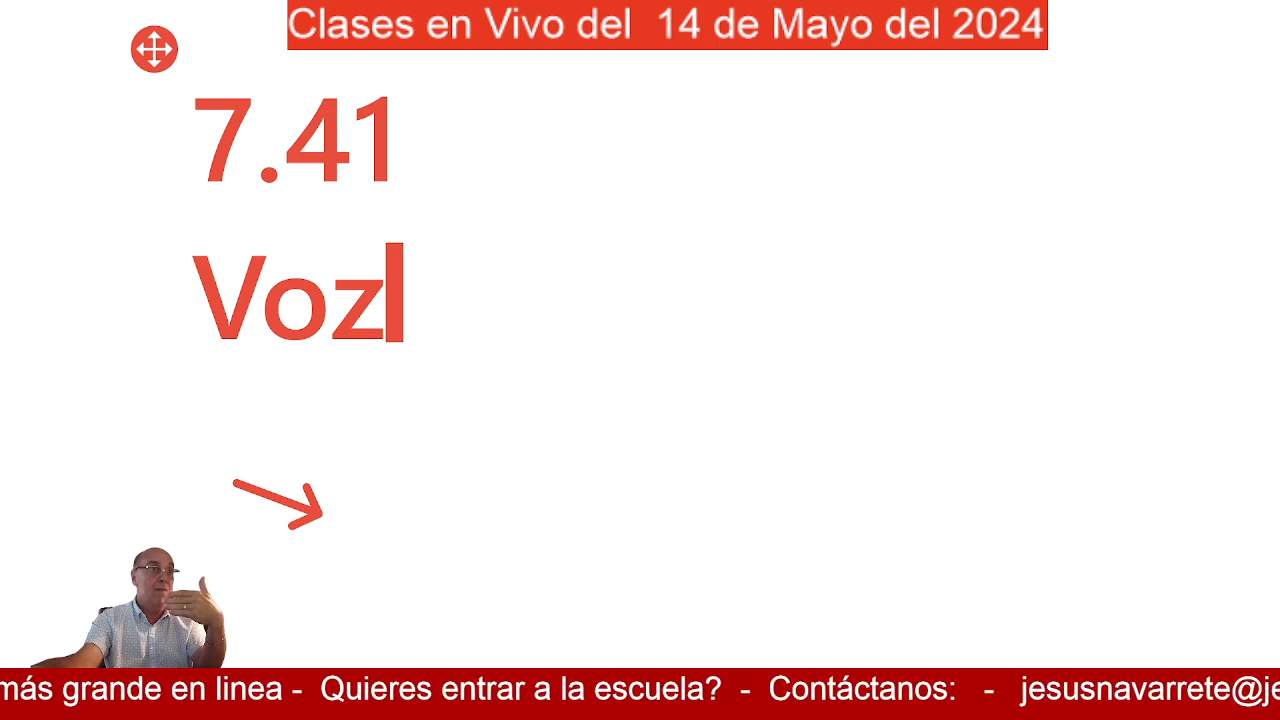 Clases en Vivo del 14 de Mayo del 2024
7.41
Voz
más grande en linea - Quieres entrar a la escuela? - Contáctanos: - jesusnavarrete@je